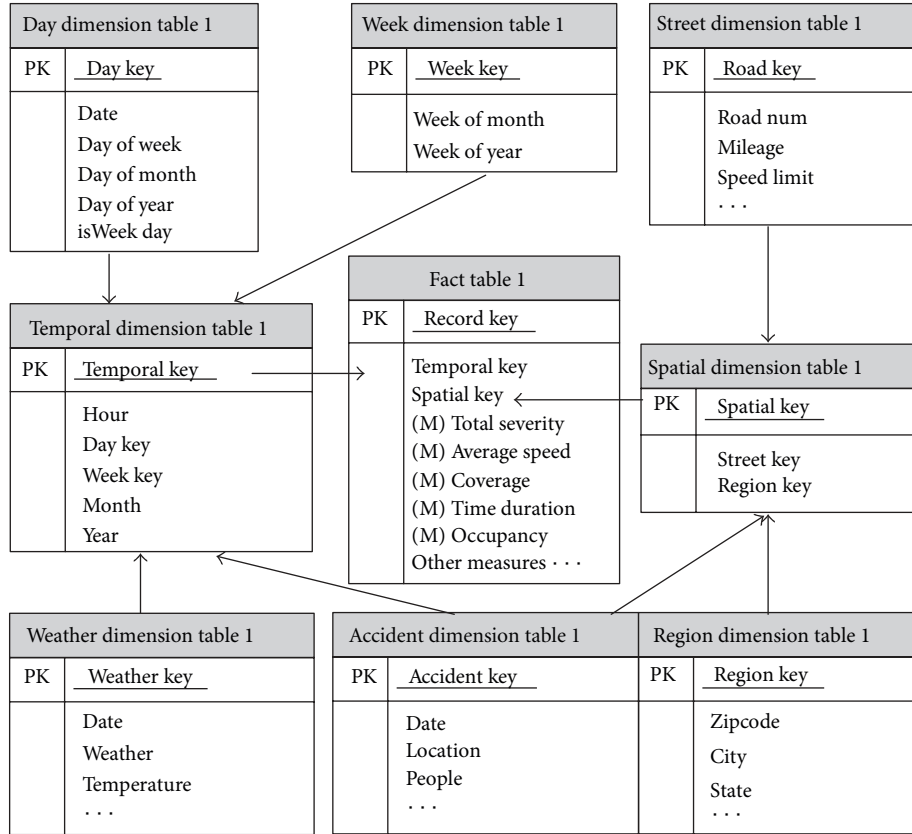 Day dimension table 1
PK Day key
Date
Day of week
Day of month
Day of year
isWeek day
Week dimension table 1
PK Week key
Week of month
Week of year
Street dimension table 1
PK Road key
Road num
Mileage
Speed limit
· · ·
Temporal dimension table 1
PK Temporal key
Hour
Day key
Week key
Month
Year
Fact table 1
PK Record key
Temporal key
Spatial key
(M) Total severity
(M) Average speed
(M) Coverage
(M) Time duration
(M) Occupancy
Other measures · · ·
Spatial dimension table 1
PK Spatial key
Street key
Region key
Weather dimension table 1
PK Weather key
Date
Weather
Temperature
· · ·
Accident dimension table 1
PK Accident key
Date
Location
People
· · ·
Region dimension table 1
PK Region key
Zipcode
City
State
· · ·